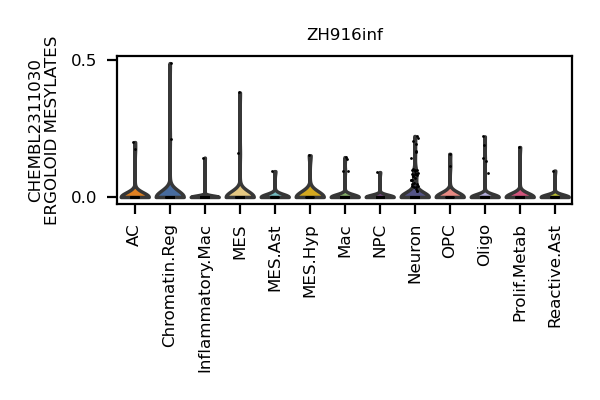 ZH916inf
CHEMBL2311030
ERGOLOID MESYLATES
0.5
0.0
AC
Chromatin.Reg
Inflammatory.Mac
MES
MES.Ast
MES.Hyp
Mac
NPC
Neuron
OPC
Oligo
Prolif.Metab
Reactive.Ast